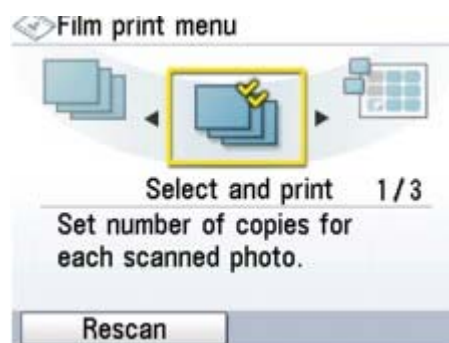 Film print menu
Select and print 1/3
Set number of copies for
each scanned photo.
Rescan